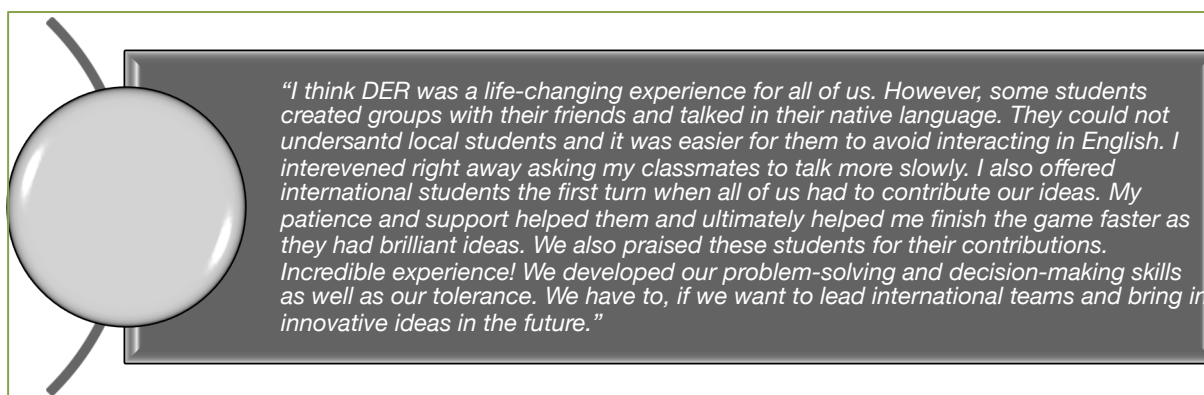 “I think DER was a life-changing experience for all of us. However, some students
created groups with their friends and talked in their native language. They could not
undersantd local students and it was easier for them to avoid interacting in English. I
interevened right away asking my classmates to talk more slowly. I also offered
international students the first turn when all of us had to contribute our ideas. My
patience and support helped them and ultimately helped me finish the game faster as
they had brilliant ideas. We also praised these students for their contributions.
Incredible experience! We developed our problem-solving and decision-making skills
as well as our tolerance. We have to, if we want to lead international teams and bring in
innovative ideas in the future.”